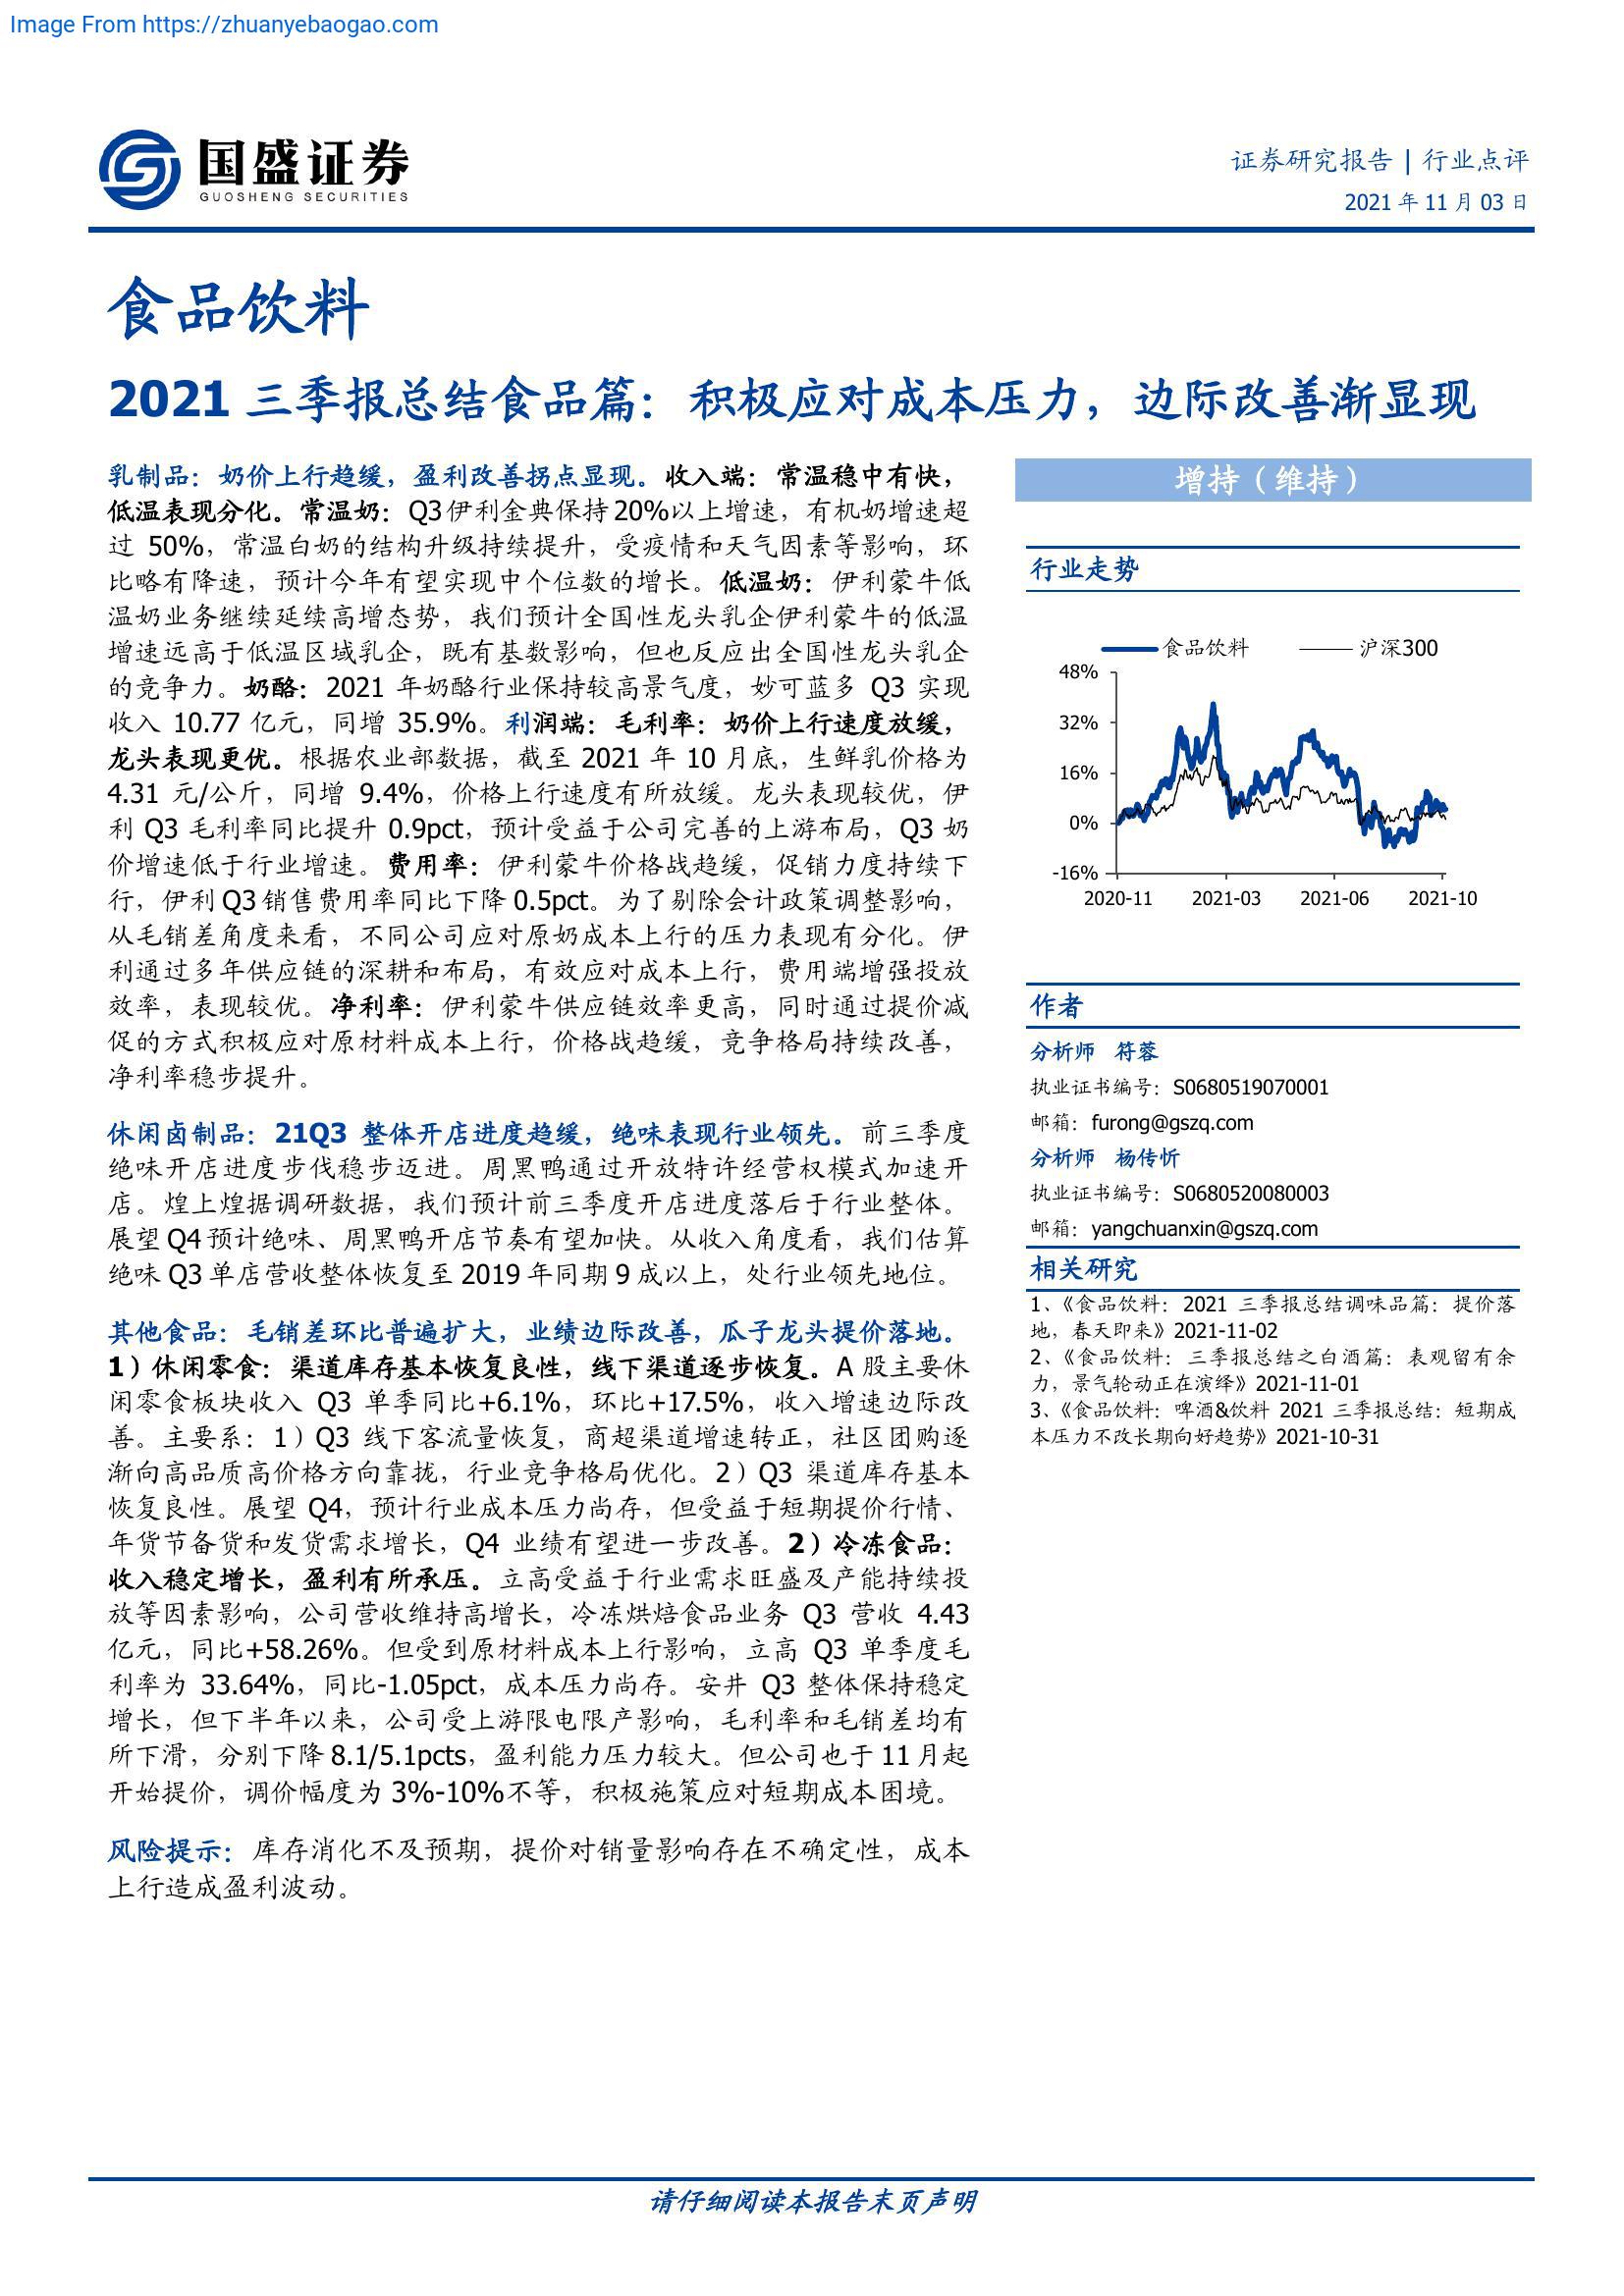 Image From https://zhuanyebaogao.com
国盛证券
GUOSHENG SECURITIES
证券研究报告 | 行业点评
2021 年 11 月 03 日
食品饮料
2021 三季报总结食品篇：积极应对成本压力，边际改善渐显现
乳制品：奶价上行趋缓，盈利改善拐点显现。收入端：常温稳中有快，
低温表现分化。常温奶：Q3伊利金典保持20%以上增速，有机奶增速超
过 50%，常温白奶的结构升级持续提升，受疫情和天气因素等影响，环
比略有降速，预计今年有望实现中个位数的增长。低温奶：伊利蒙牛低
温奶业务继续延续高增态势，我们预计全国性龙头乳企伊利蒙牛的低温
增速远高于低温区域乳企，既有基数影响，但也反应出全国性龙头乳企
的竞争力。奶酪：2021 年奶酪行业保持较高景气度，妙可蓝多 Q3 实现
收入 10.77 亿元，同增 35.9%。利润端：毛利率：奶价上行速度放缓，
龙头表现更优。根据农业部数据，截至 2021 年 10 月底，生鲜乳价格为
4.31 元/公斤，同增 9.4%，价格上行速度有所放缓。龙头表现较优，伊
利 Q3 毛利率同比提升 0.9pct，预计受益于公司完善的上游布局，Q3 奶
价增速低于行业增速。费用率：伊利蒙牛价格战趋缓，促销力度持续下
行，伊利Q3销售费用率同比下降0.5pct。为了剔除会计政策调整影响，
从毛销差角度来看，不同公司应对原奶成本上行的压力表现有分化。伊
利通过多年供应链的深耕和布局，有效应对成本上行，费用端增强投放
效率，表现较优。净利率：伊利蒙牛供应链效率更高，同时通过提价减
促的方式积极应对原材料成本上行，价格战趋缓，竞争格局持续改善，
净利率稳步提升。
休闲卤制品：21Q3 整体开店进度趋缓，绝味表现行业领先。前三季度
绝味开店进度步伐稳步迈进。周黑鸭通过开放特许经营权模式加速开
店。煌上煌据调研数据，我们预计前三季度开店进度落后于行业整体。
展望Q4预计绝味、周黑鸭开店节奏有望加快。从收入角度看，我们估算
绝味 Q3 单店营收整体恢复至 2019 年同期 9 成以上，处行业领先地位。
其他食品：毛销差环比普遍扩大，业绩边际改善，瓜子龙头提价落地。
1）休闲零食：渠道库存基本恢复良性，线下渠道逐步恢复。A 股主要休
闲零食板块收入 Q3 单季同比+6.1%，环比+17.5%，收入增速边际改
善。主要系：1）Q3 线下客流量恢复，商超渠道增速转正，社区团购逐
渐向高品质高价格方向靠拢，行业竞争格局优化。2）Q3 渠道库存基本
恢复良性。展望 Q4，预计行业成本压力尚存，但受益于短期提价行情、
年货节备货和发货需求增长，Q4 业绩有望进一步改善。2）冷冻食品：
收入稳定增长，盈利有所承压。立高受益于行业需求旺盛及产能持续投
放等因素影响，公司营收维持高增长，冷冻烘焙食品业务 Q3 营收 4.43
亿元，同比+58.26%。但受到原材料成本上行影响，立高 Q3 单季度毛
利率为 33.64%，同比-1.05pct，成本压力尚存。安井 Q3 整体保持稳定
增长，但下半年以来，公司受上游限电限产影响，毛利率和毛销差均有
所下滑，分别下降8.1/5.1pcts，盈利能力压力较大。但公司也于11月起
开始提价，调价幅度为 3%-10%不等，积极施策应对短期成本困境。
风险提示：库存消化不及预期，提价对销量影响存在不确定性，成本
上行造成盈利波动。
增持（维持）
行业走势
食品饮料 沪深300
48%
32%
16%
0%
-16%
2020-11 2021-03 2021-06 2021-10
作者
分析师 符蓉
执业证书编号：S0680519070001
邮箱：furong@gszq.com
分析师 杨传忻
执业证书编号：S0680520080003
邮箱：yangchuanxin@gszq.com
相关研究
1、《食品饮料：2021 三季报总结调味品篇：提价落
地，春天即来》2021-11-02
2、《食品饮料：三季报总结之白酒篇：表观留有余
力，景气轮动正在演绎》2021-11-01
3、《食品饮料：啤酒&饮料 2021 三季报总结：短期成
本压力不改长期向好趋势》2021-10-31
请仔细阅读本报告末页声明